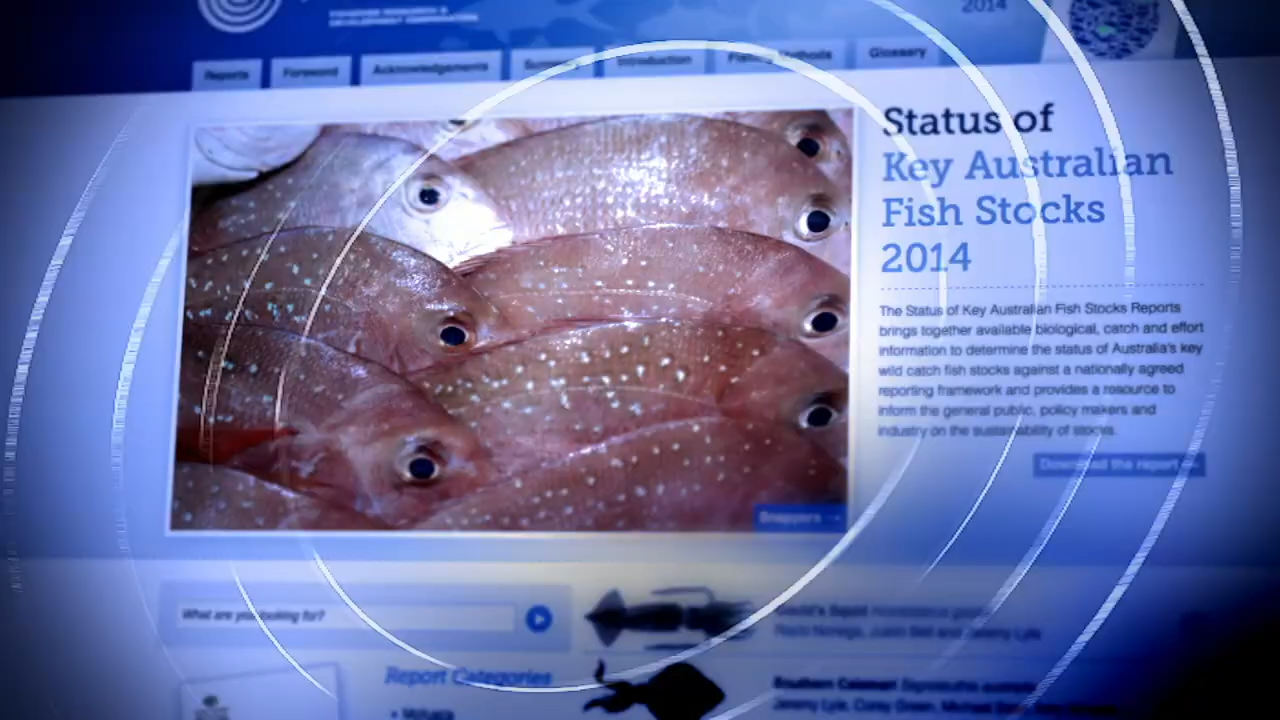 2014
Reports
Foreword
Acknowledgements
Summary
Introduction
Fishing Methods
Glossary
Status of
Key Australian
Fish Stocks
2014
The Status of Key Australian Fish Stocks Reports
brings together available biological, catch and effort
information to determine the status of Australia's key
wild catch fish stocks against a nationally agreed
reporting framework and provides a resource to
inform the general public, policy makers and
industry on the sustainability of stocks.
Download the report
Snappers
What are you looking for?
Report Categories
Southern Calamari